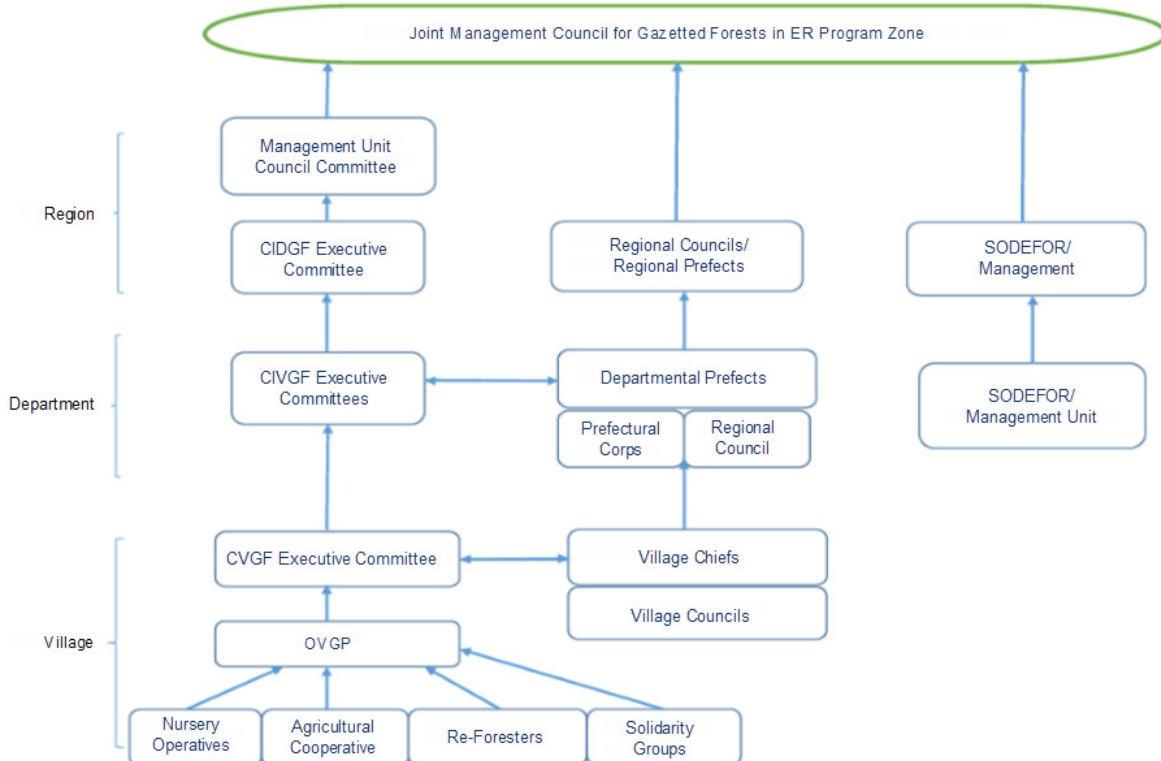 Joint Management Council for Gazetted Forests in ER Program Zone
Management Unit
Council Committee
Region
CIDGF Executive
Committee
Regional Councils/
Regional Prefects
SODEFOR/
Management
CIVGF Executive
Committees
Departmental Prefects
Department
SODEFOR/
Management Unit
Prefectural
Corps
Regional
Council
CVGF Executive Committee
Village Chiefs
Village Councils
Village
OVGP
Nursery
Operatives
Agricultural
Cooperative
Re-Foresters
Solidarity
Groups